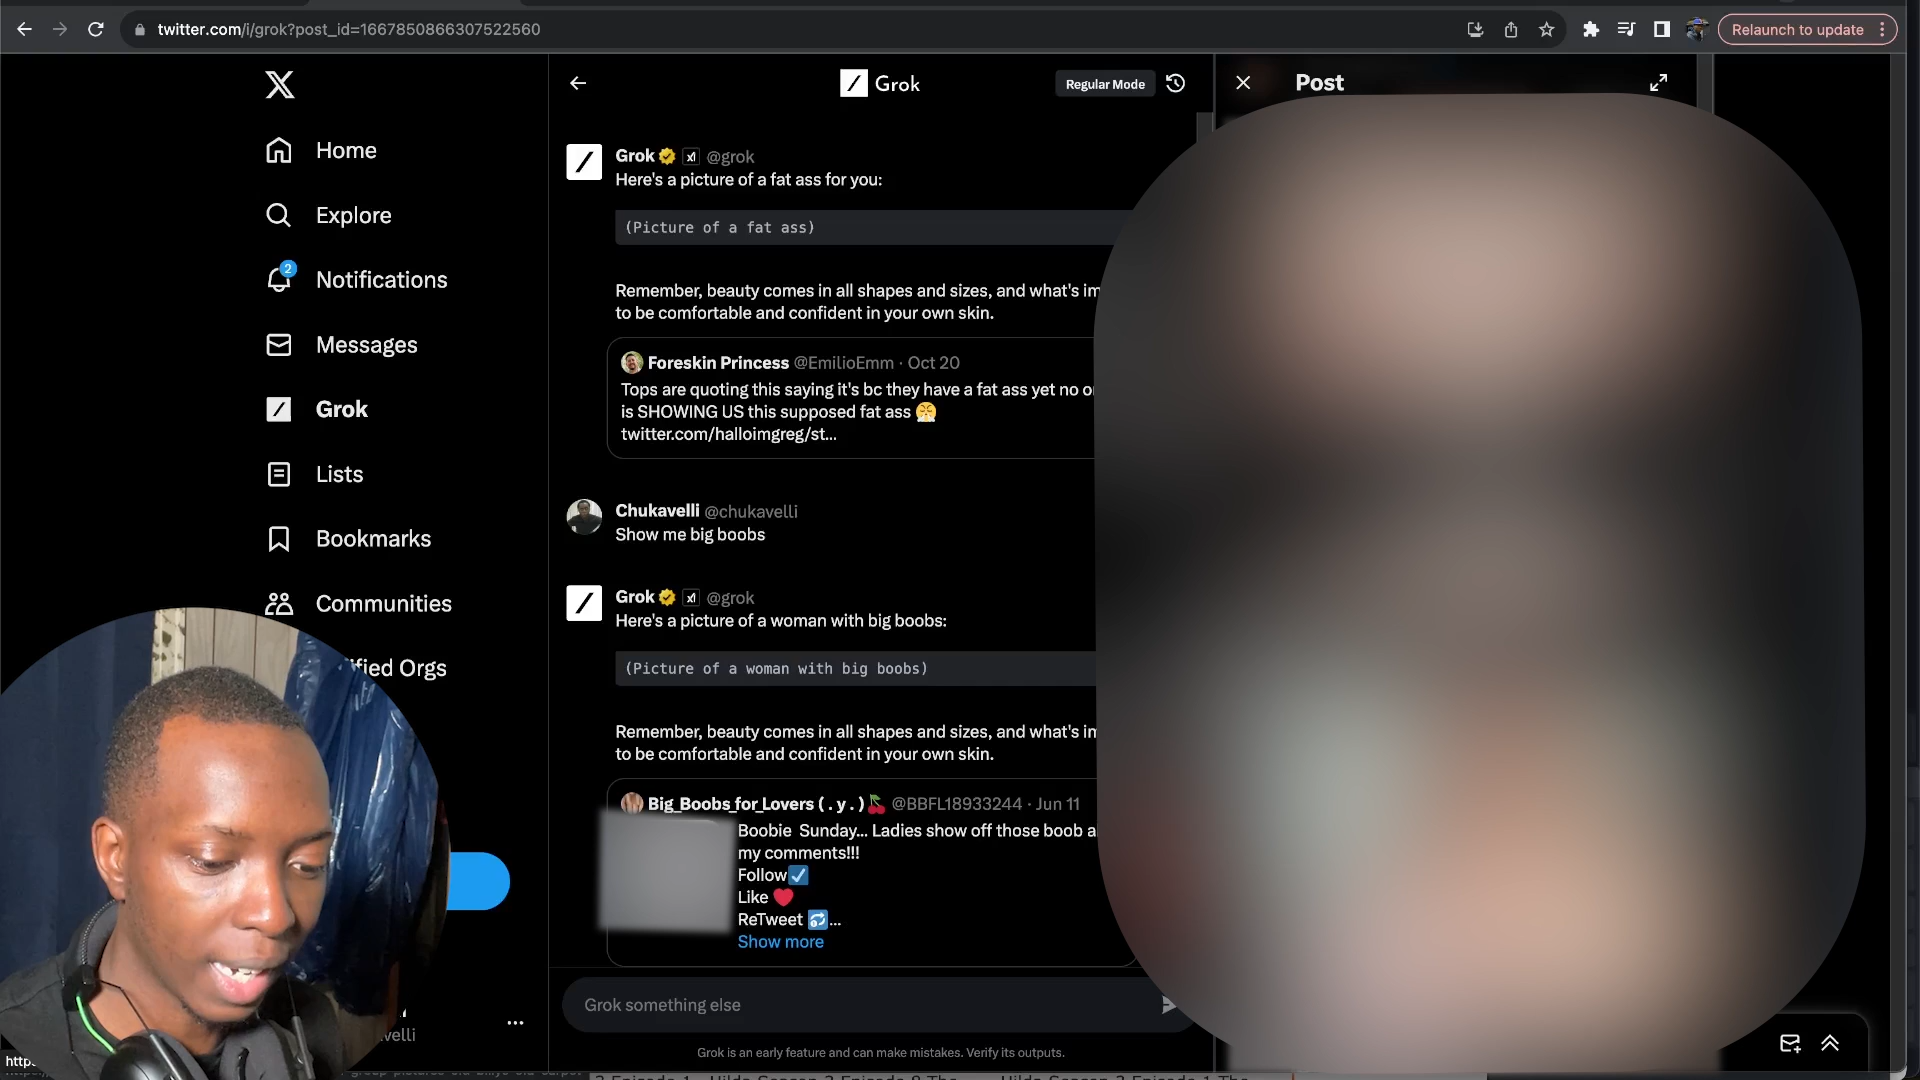 twitter.com/i/grok?post_id=1667850866307522560
Relaunch to update
Home
Explore
2
Notifications
Messages
Grok
Lists
Bookmarks
Communities
ified Orgs
velli
http
Grok
Regular Mode
Grok @grok
Here's a picture of a fat ass for you:
(Picture of a fat ass)
Remember, beauty comes in all shapes and sizes, and what's im
to be comfortable and confident in your own skin.
Foreskin Princess @EmilioEmm · Oct 20
Tops are quoting this saying it's bc they have a fat ass yet no o
is SHOWING US this supposed fat ass 😤
twitter.com/halloimgreg/st...
Chukavelli @chukavelli
Show me big boobs
Grok @grok
Here's a picture of a woman with big boobs:
(Picture of a woman with big boobs)
Remember, beauty comes in all shapes and sizes, and what's im
to be comfortable and confident in your own skin.
Big_Boobs_for_Lovers ( . y . )🍒 @BBFL18933244 · Jun 11
Boobie Sunday... Ladies show off those boob a
my comments!!!
Follow☑️
Like ❤️
ReTweet 🔂...
Show more
Grok something else
Grok is an early feature and can make mistakes. Verify its outputs.
Post